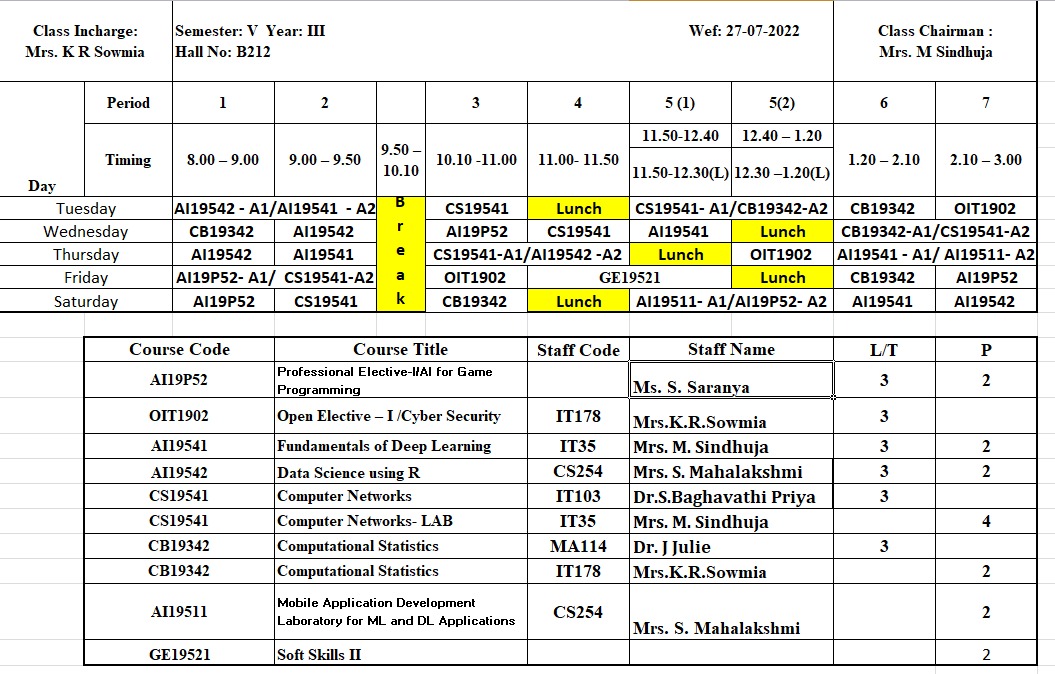 Class Incharge:
Mrs. K R Sowmia
Semester: V  Year: III
Hall No: B212
Wef: 27-07-2022
Class Chairman :
Mrs. M Sindhuja
Day
Period 1 2 3 4 5 (1) 5(2) 6 7
Timing 8.00 – 9.00 9.00 – 9.50 9.50 – 10.10 10.10 -11.00 11.00- 11.50 11.50-12.40 12.40 – 1.20 1.20 – 2.10 2.10 – 3.00
11.50-12.30(L) 12.30 –1.20(L)
Break
Tuesday AI19542 - A1/AI19541  - A2 CS19541 Lunch CS19541- A1/CB19342-A2 CB19342 OIT1902
Wednesday CB19342 AI19542 AI19P52 CS19541 AI19541 Lunch CB19342-A1/CS19541-A2
Thursday AI19542 AI19541 CS19541-A1/AI19542 -A2 Lunch OIT1902 AI19541 - A1/ AI19511- A2
Friday AI19P52- A1/  CS19541-A2 OIT1902 GE19521 Lunch CB19342 AI19P52
Saturday AI19P52 CS19541 CB19342 Lunch AI19511- A1/AI19P52- A2 AI19541 AI19542
Course Code Course Title Staff Code Staff Name L/T P
AI19P52 Professional Elective-I/AI for Game Programming Ms. S. Saranya 3 2
OIT1902 Open Elective – I /Cyber Security IT178 Mrs.K.R.Sowmia 3
AI19541 Fundamentals of Deep Learning IT35 Mrs. M. Sindhuja 3 2
AI19542 Data Science using R CS254 Mrs. S. Mahalakshmi 3 2
CS19541 Computer Networks IT103 Dr.S.Baghavathi Priya 3
CS19541 Computer Networks- LAB IT35 Mrs. M. Sindhuja 4
CB19342 Computational Statistics MA114 Dr. J Julie 3
CB19342 Computational Statistics IT178 Mrs.K.R.Sowmia 2
AI19511 Mobile Application Development Laboratory for ML and DL Applications CS254 Mrs. S. Mahalakshmi 2
GE19521 Soft Skills II 2